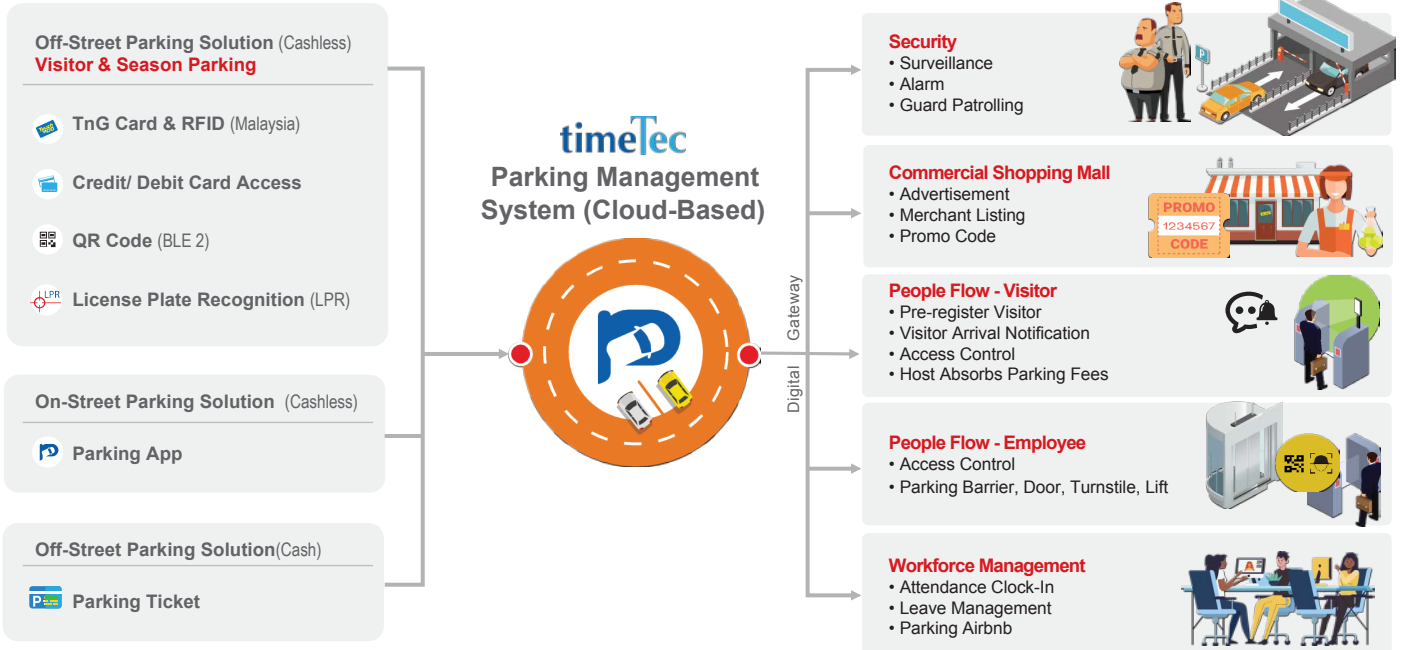 Off-Street Parking Solution (Cashless)
Visitor & Season Parking
TnG Card & RFID (Malaysia)
Credit/ Debit Card Access
QR Code (BLE 2)
LPR
License Plate Recognition (LPR)
On-Street Parking Solution (Cashless)
Parking App
Off-Street Parking Solution(Cash)
P
Parking Ticket
timeTec
Parking Management
System (Cloud-Based)
Digital Gateway
Security
• Surveillance
• Alarm
• Guard Patrolling
P
Commercial Shopping Mall
• Advertisement
• Merchant Listing
• Promo Code
PROMO
1234567
CODE
People Flow - Visitor
• Pre-register Visitor
• Visitor Arrival Notification
• Access Control
• Host Absorbs Parking Fees
People Flow - Employee
• Access Control
• Parking Barrier, Door, Turnstile, Lift
Workforce Management
• Attendance Clock-In
• Leave Management
• Parking Airbnb